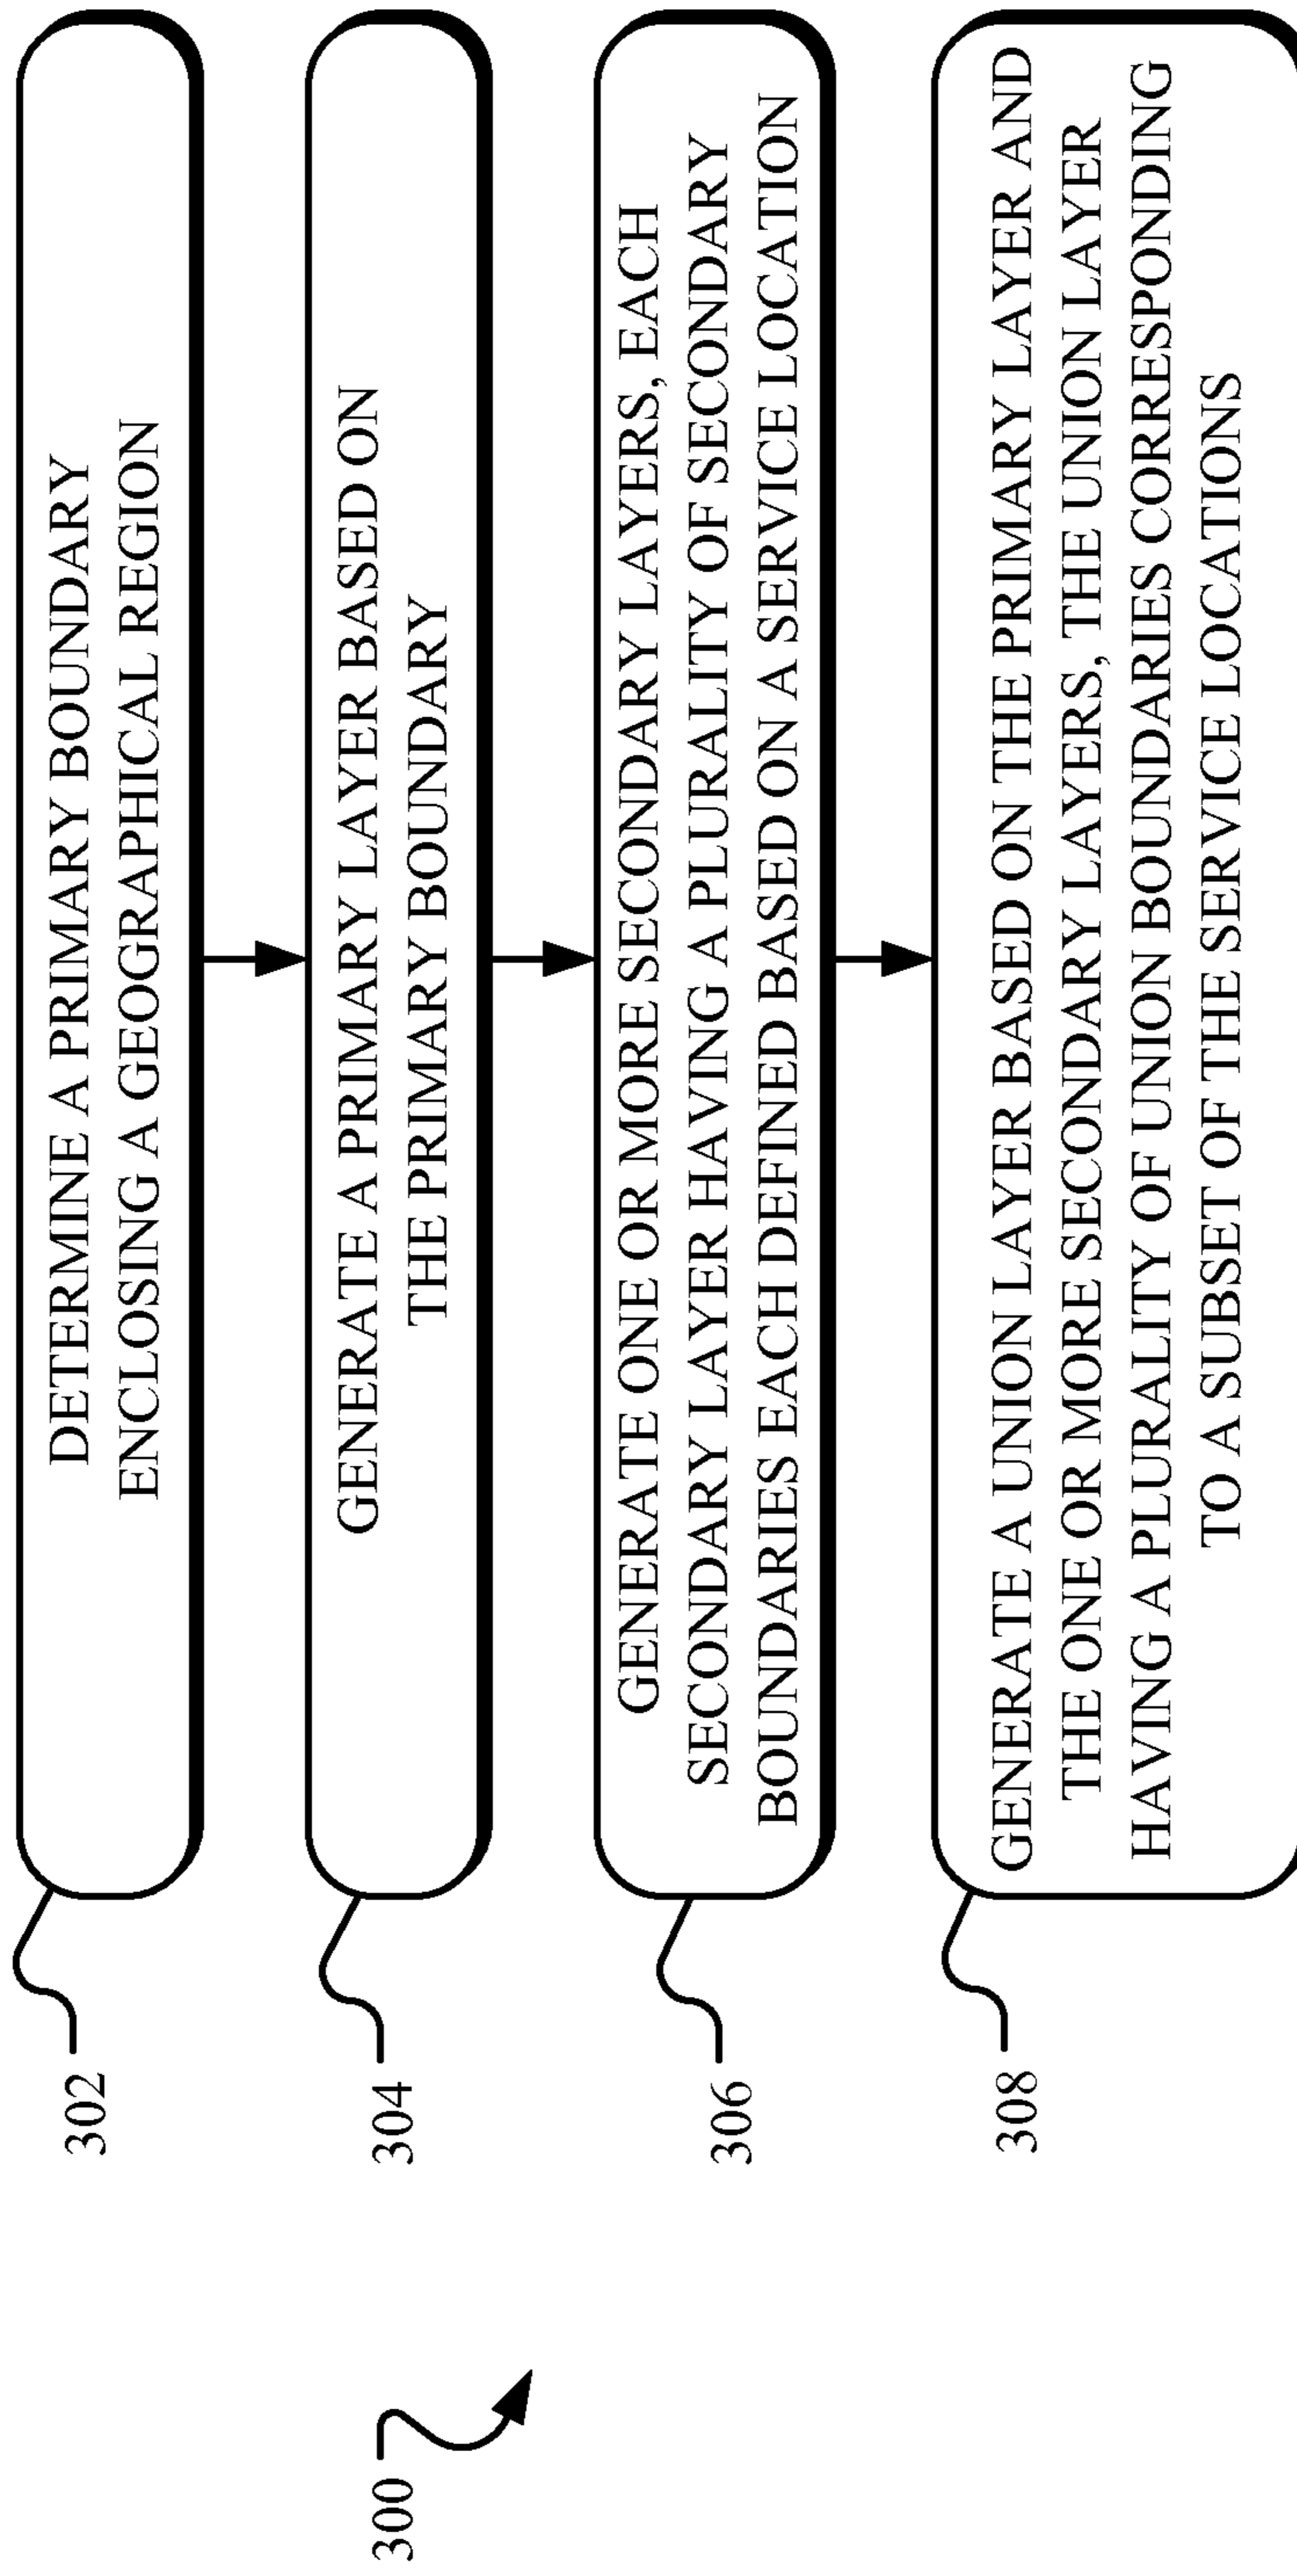 300
302
DETERMINE A PRIMARY BOUNDARY
ENCLOSING A GEOGRAPHICAL REGION
304
GENERATE A PRIMARY LAYER BASED ON
THE PRIMARY BOUNDARY
306
GENERATE ONE OR MORE SECONDARY LAYERS, EACH
SECONDARY LAYER HAVING A PLURALITY OF SECONDARY
BOUNDARIES EACH DEFINED BASED ON A SERVICE LOCATION
308
GENERATE A UNION LAYER BASED ON THE PRIMARY LAYER AND
THE ONE OR MORE SECONDARY LAYERS, THE UNION LAYER
HAVING A PLURALITY OF UNION BOUNDARIES CORRESPONDING
TO A SUBSET OF THE SERVICE LOCATIONS